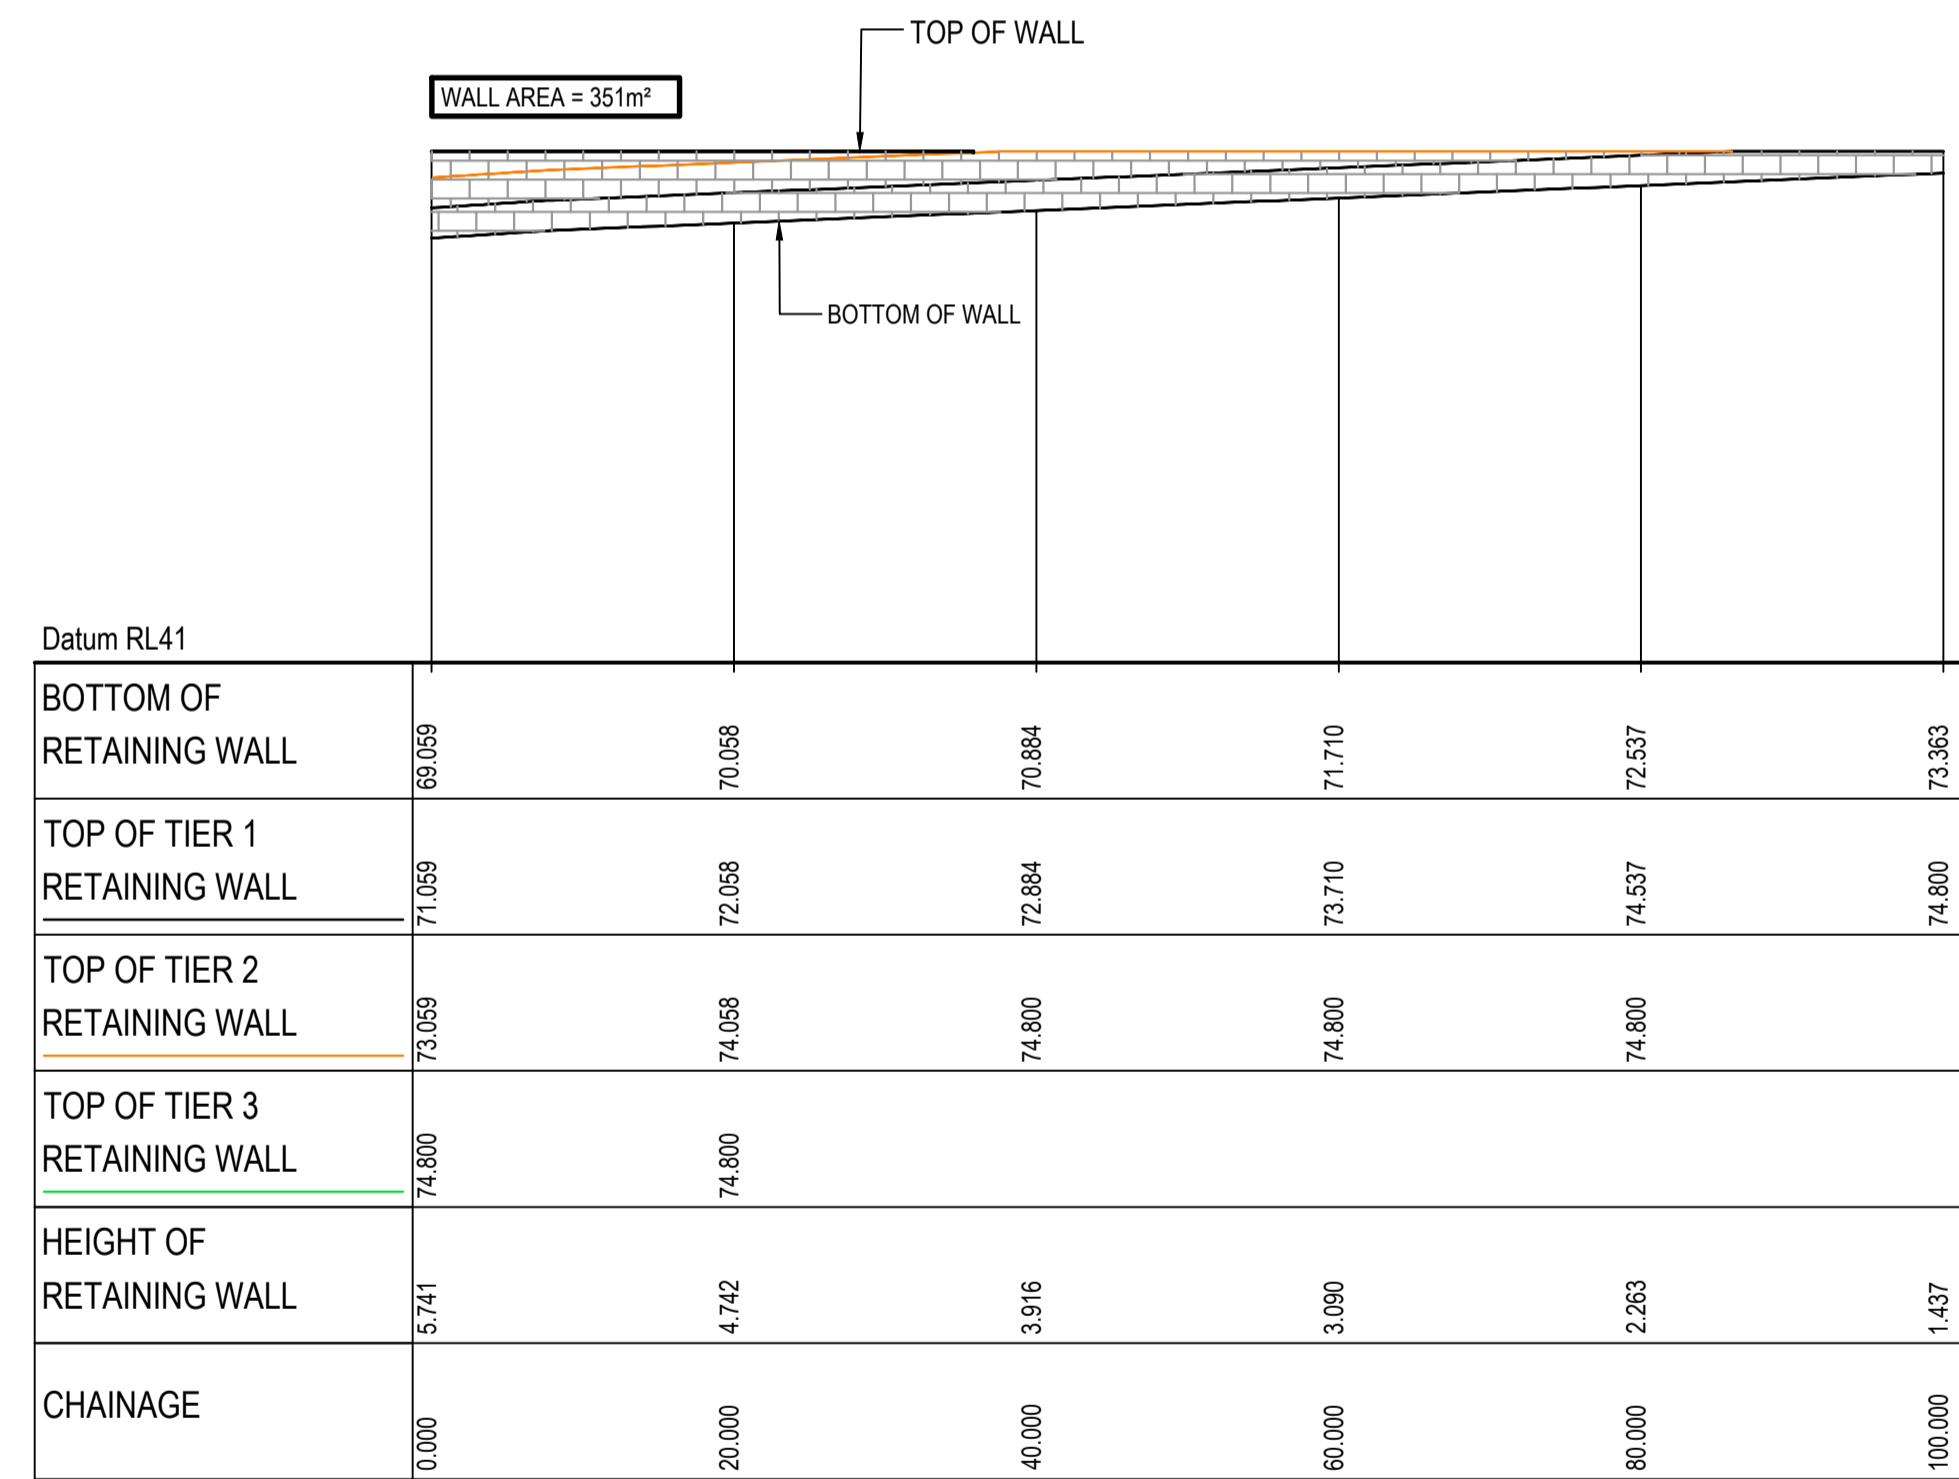 TOP OF WALL
WALL AREA = 351m²
BOTTOM OF WALL
Datum RL41
BOTTOM OF
RETAINING WALL
69.059 70.058 70.884 71.710 72.537 73.363
TOP OF TIER 1
RETAINING WALL
71.059 72.058 72.884 73.710 74.537 74.800
TOP OF TIER 2
RETAINING WALL
73.059 74.058 74.800 74.800 74.800
TOP OF TIER 3
RETAINING WALL
74.800 74.800
HEIGHT OF
RETAINING WALL
5.741 4.742 3.916 3.090 2.263 1.437
CHAINAGE
0.000 20.000 40.000 60.000 80.000 100.000